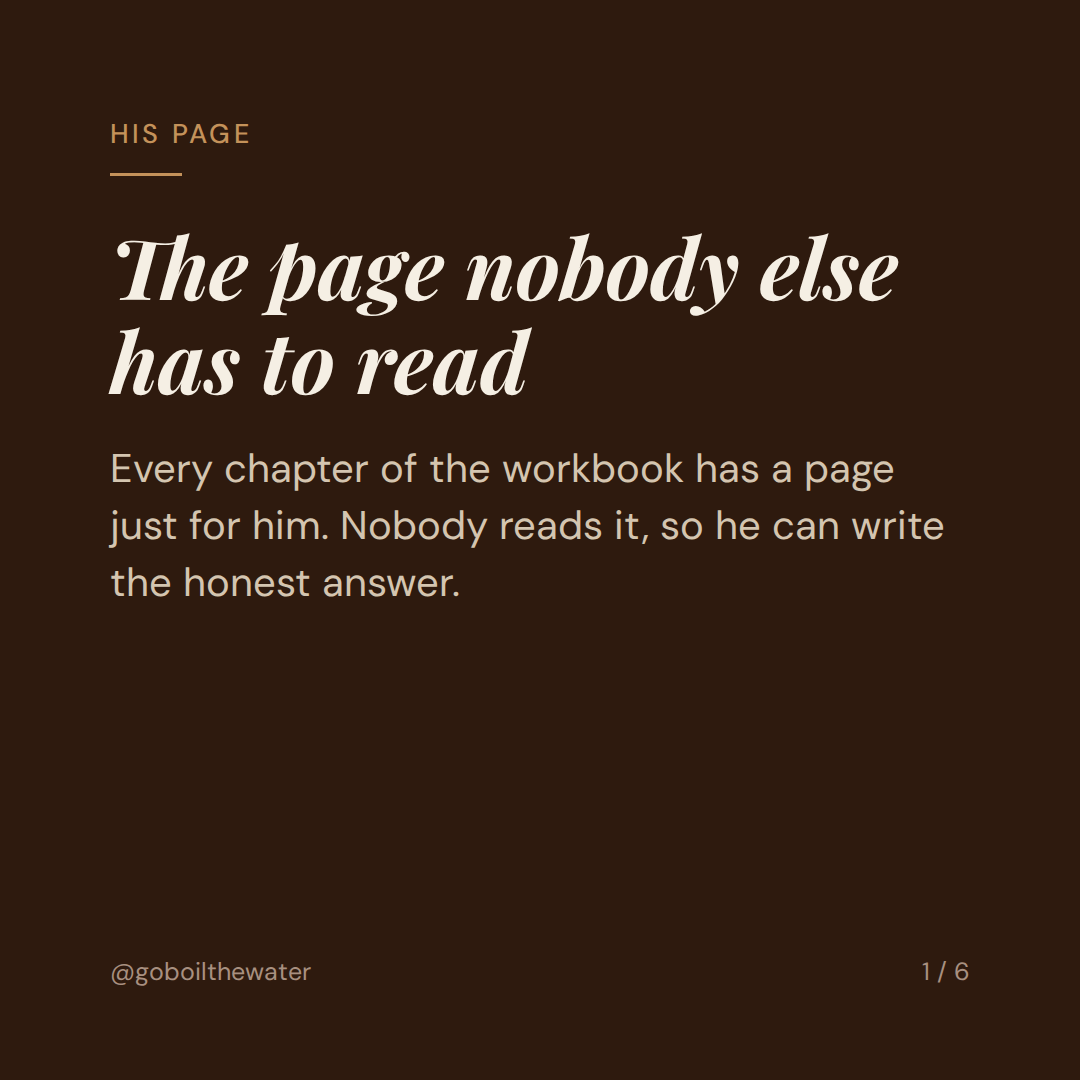 HIS PAGE
The page nobody else
has to read
Every chapter of the workbook has a page
just for him. Nobody reads it, so he can write
the honest answer.
@goboilthewater
1 / 6